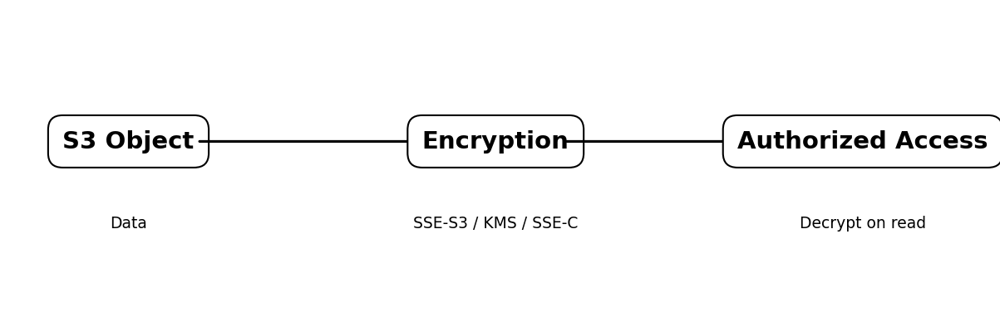 S3 Object
Encryption
Authorized Access
Data
SSE-S3 / KMS / SSE-C
Decrypt on read